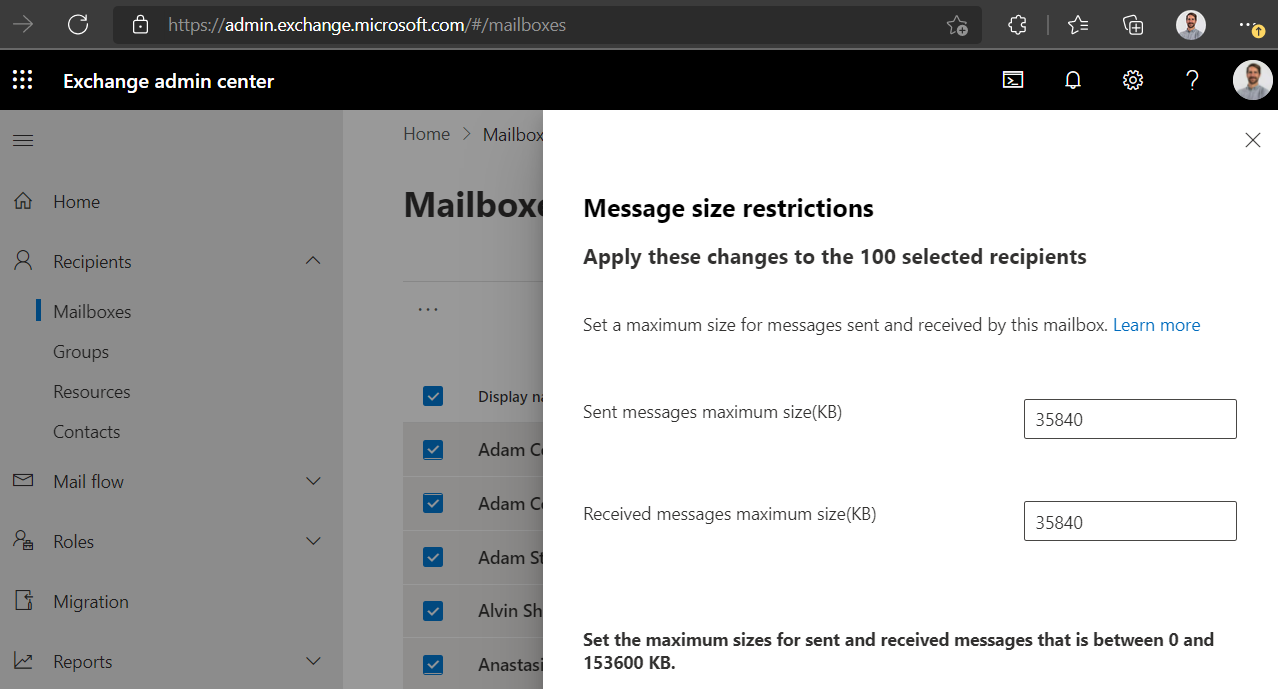 https://admin.exchange.microsoft.com/#/mailboxes
Exchange admin center
Home
Recipients
Mailboxes
Groups
Resources
Contacts
Mail flow
Roles
Migration
Reports
Home > Mailbox
Mailbox
Display
Adam
Adam
Adam
Alvin
Message size restrictions
Apply these changes to the 100 selected recipients
Set a maximum size for messages sent and received by this mailbox. Learn more
Sent messages maximum size(KB)
35840
Received messages maximum size(KB)
35840
Set the maximum sizes for sent and received messages that is between 0 and
153600 KB.